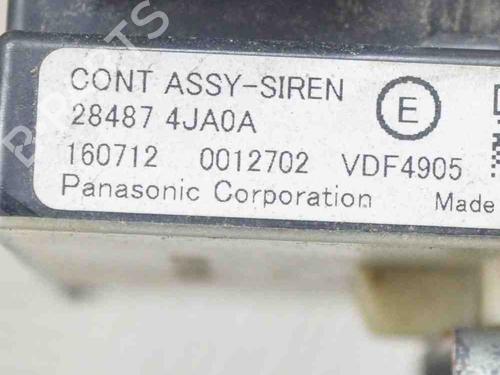 CONT ASSY-SIREN
E
28487 4JA0A
160712 0012702 VDF4905
Panasonic Corporation Made